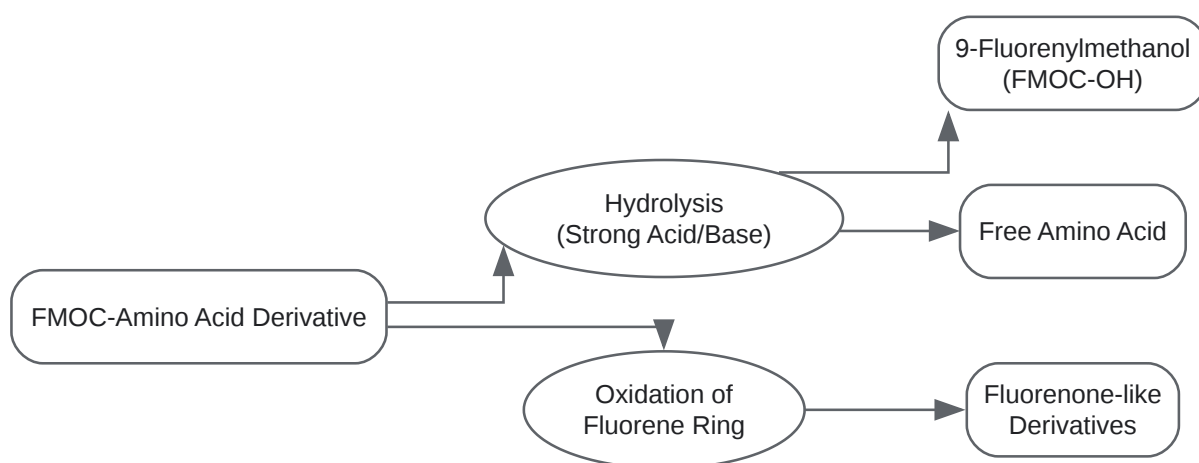 9-Fluorenylmethanol
(FMOC-OH)
Hydrolysis
(Strong Acid/Base)
Free Amino Acid
FMOC-Amino Acid Derivative
Oxidation of
Fluorene Ring
Fluorenone-like
Derivatives